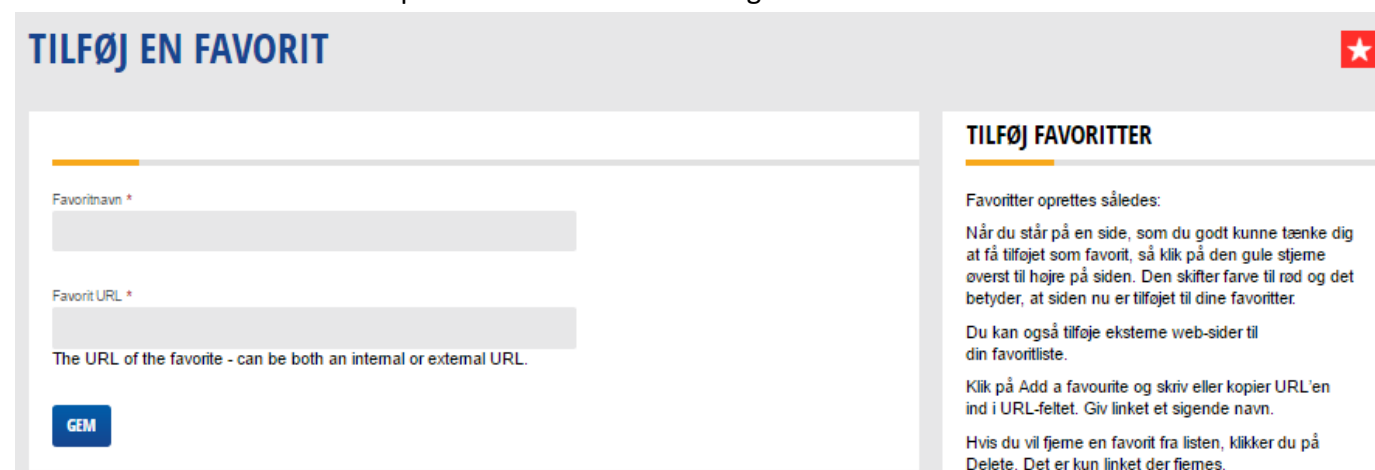 TILFØJ EN FAVORIT
Favoritnavn *
Favorit URL *
The URL of the favorite - can be both an internal or external URL.
GEM
TILFØJ FAVORITTER
Favoritter oprettes således:
Når du står på en side, som du godt kunne tænke dig
at få tilføjet som favorit, så klik på den gule stjerne
øverst til højre på siden. Den skifter farve til rød og det
betyder, at siden nu er tilføjet til dine favoritter.
Du kan også tilføje eksterne web-sider til
din favoritliste.
Klik på Add a favourite og skriv eller kopier URL'en
ind i URL-feltet. Giv linket et sigende navn.
Hvis du vil fjerne en favorit fra listen, klikker du på
Delete. Det er kun linket der fjernes.